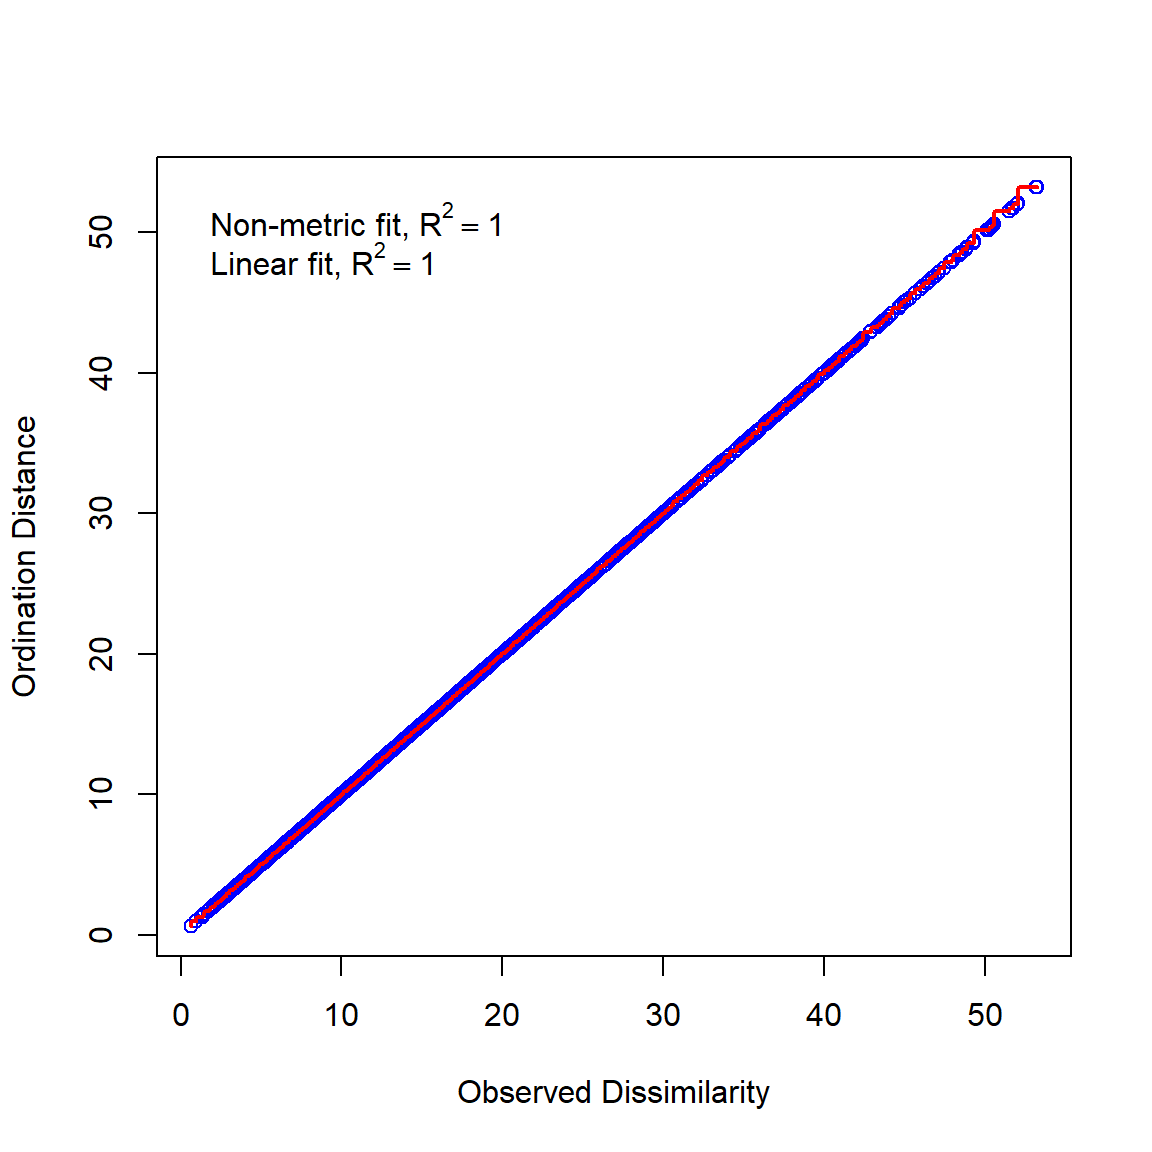 Non-metric fit, R² = 1
Linear fit, R² = 1
50
40
30
20
10
0
Ordination Distance
0 10 20 30 40 50
Observed Dissimilarity